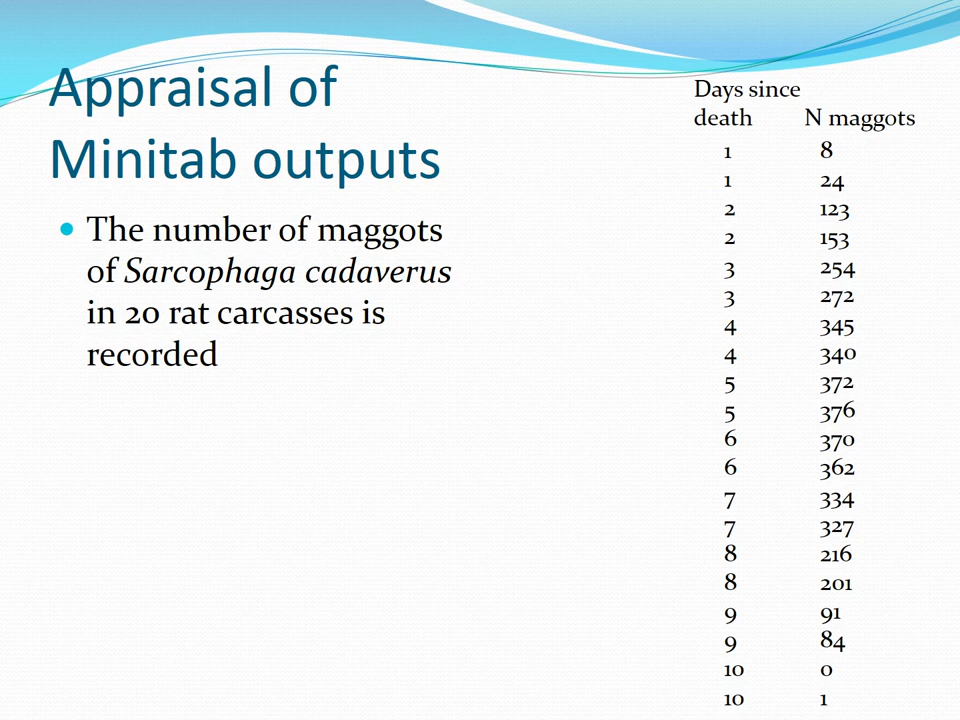 Appraisal of
Minitab outputs
• The number of maggots
of Sarcophaga cadaverus
in 20 rat carcasses is
recorded
Days since
death N maggots
1 8
1 24
2 123
2 153
3 254
3 272
4 345
4 340
5 372
5 376
6 370
6 362
7 334
7 327
8 216
8 201
9 91
9 84
10 0
10 1